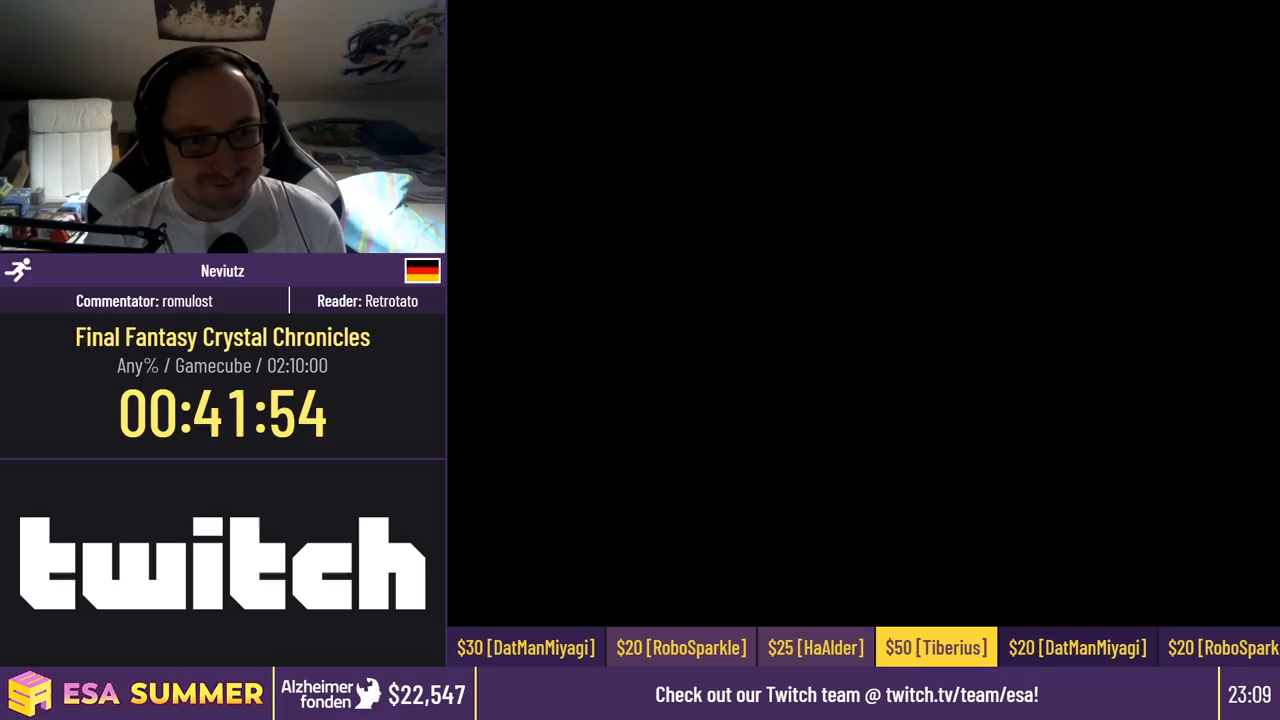 Neviutz
Commentator: romulost
Reader: Retrotato
Final Fantasy Crystal Chronicles
Any% / Gamecube / 02:10:00
00:41:54
twitch
$30 [DatManMiyagi]
$20 [RoboSparkle]
$25 [HaAlder]
$50 [Tiberius]
$20 [DatManMiyagi]
$20 [RoboSpark
ESA SUMMER
Alzheimer
fonden
$22,547
Check out our Twitch team @ twitch.tv/team/esa!
23:09